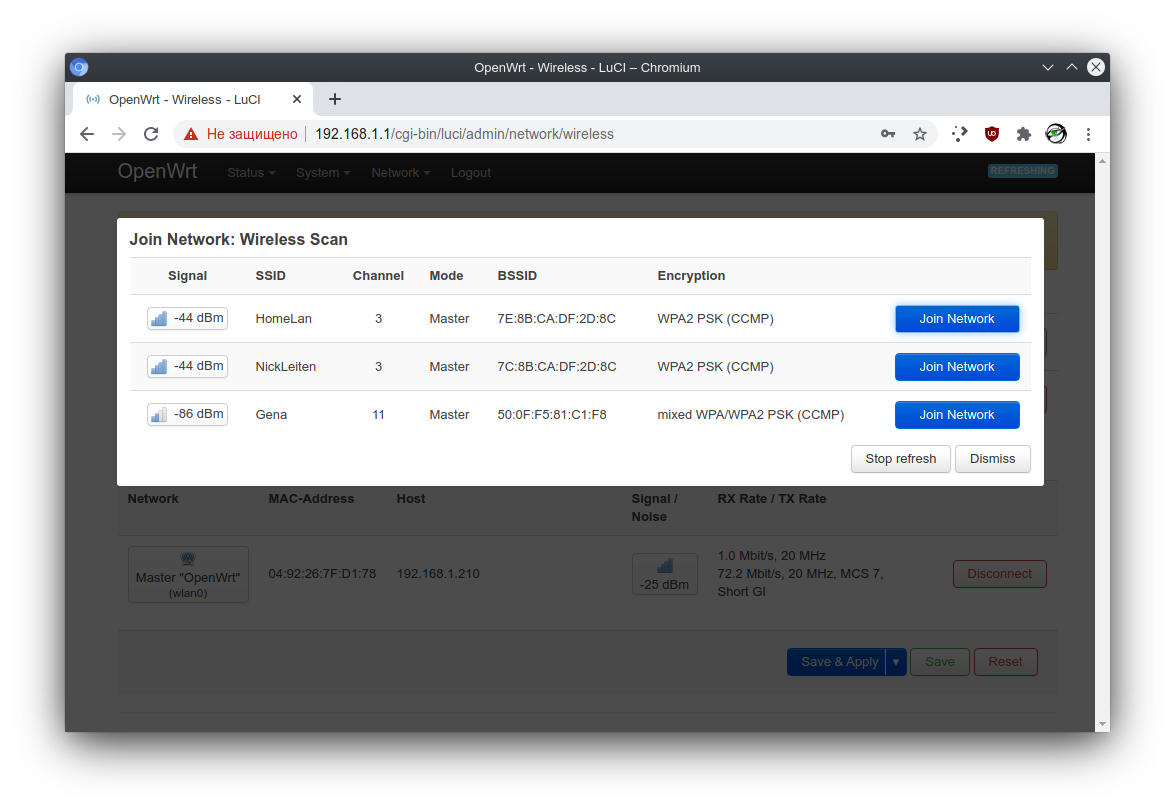 OpenWrt - Wireless - LuCI – Chromium
OpenWrt - Wireless - LuCI
Не защищено 192.168.1.1/cgi-bin/luci/admin/network/wireless
OpenWrt Status System Network Logout REFRESHING
Join Network: Wireless Scan
Signal SSID Channel Mode BSSID Encryption
-44 dBm HomeLan 3 Master 7E:8B:CA:DF:2D:8C WPA2 PSK (CCMP) Join Network
-44 dBm NickLeiten 3 Master 7C:8B:CA:DF:2D:8C WPA2 PSK (CCMP) Join Network
-86 dBm Gena 11 Master 50:0F:F5:81:C1:F8 mixed WPA/WPA2 PSK (CCMP) Join Network
Stop refresh Dismiss
Network MAC-Address Host Signal / Noise RX Rate / TX Rate
Master "OpenWrt" (wlan0) 04:92:26:7F:D1:78 192.168.1.210 -25 dBm
1.0 Mbit/s, 20 MHz
72.2 Mbit/s, 20 MHz, MCS 7,
Short GI
Disconnect
Save & Apply Save Reset